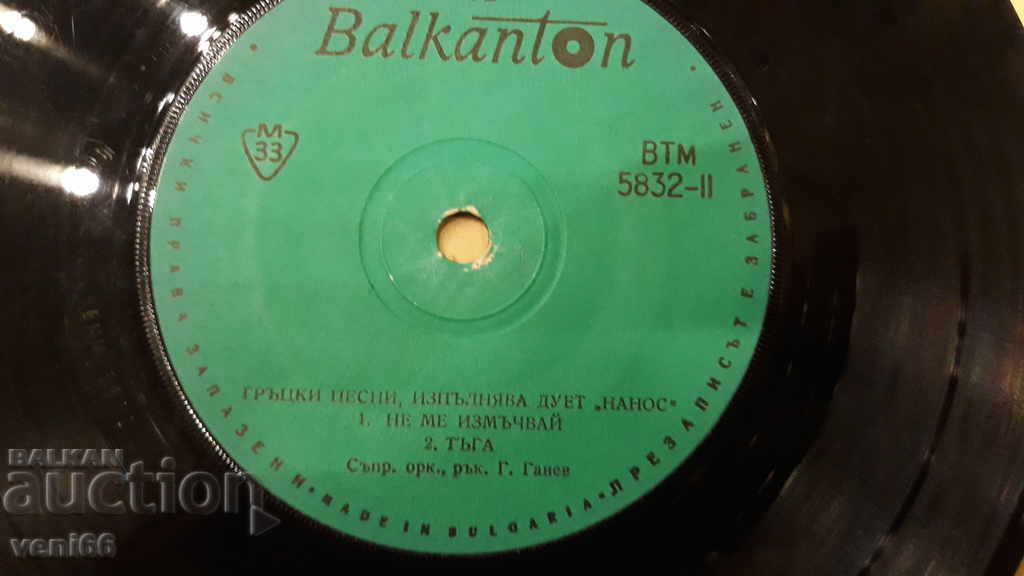 Balkanton
М
33
ВТМ
5832-II
ГРЪЦКИ ПЕСНИ, ИЗПЪЛНЯВА ДУЕТ „НАНОС"
1. НЕ МЕ ИЗМЪЧВАЙ
2. ТЪГА
Съпр. орк., рък. Г. Ганев
• ВСИЧКИ ПРАВА ЗАПАЗЕНИ • MADE IN BULGARIA • ПРЕЗАПИСЪТ Е ЗАБРАНЕН •
BALKAN
auction
veni66